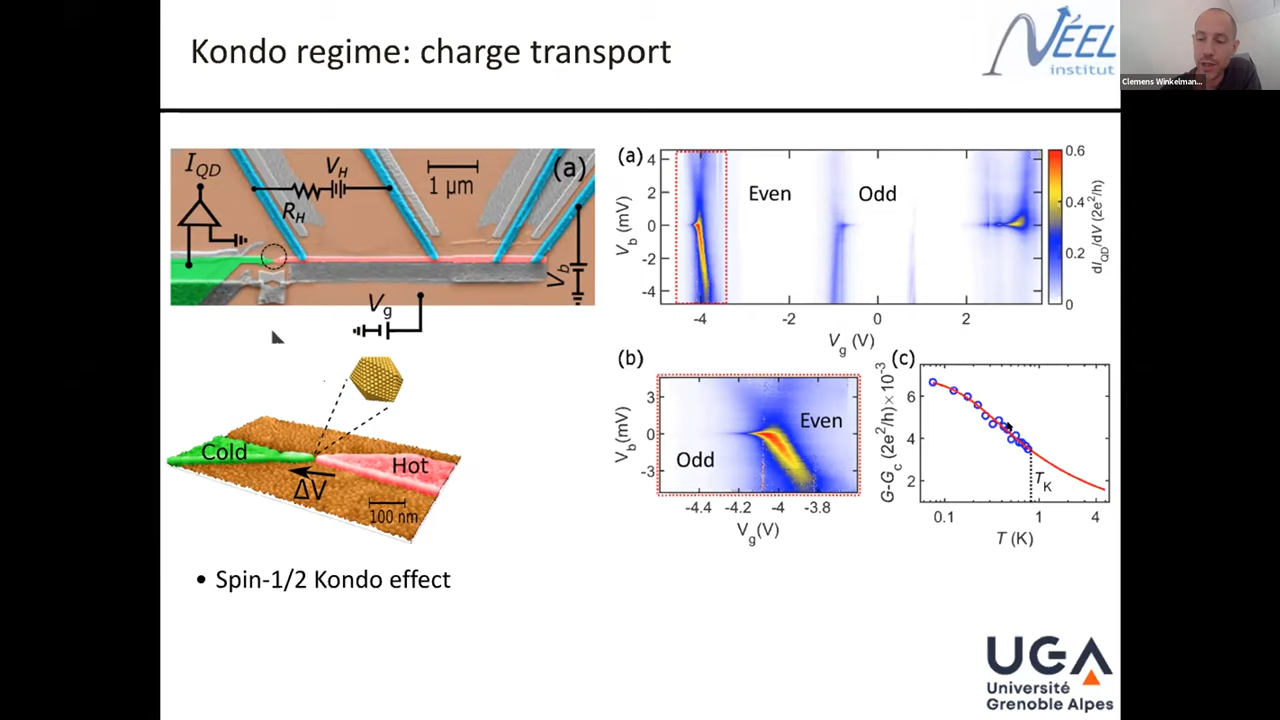 Kondo regime: charge transport
NÉEL
institut
Clemens Winkelman...
I_QD
V_H
R_H
1 μm
(a)
V_b
V_g
Cold
Hot
ΔV
100 nm
• Spin-1/2 Kondo effect
(a)
4
2
0
-2
-4
V_b (mV)
Even
Odd
-4
-2
0
2
V_g (V)
0.6
0.4
0.2
0
dI_QD/dV (2e²/h)
(b)
3
0
-3
V_b(mV)
Odd
Even
-4.4
-4.2
-4
-3.8
V_g(V)
(c)
6
4
2
G-G_c (2e²/h)×10⁻³
T_K
0.1
1
4
T (K)
UGA
Université
Grenoble Alpes